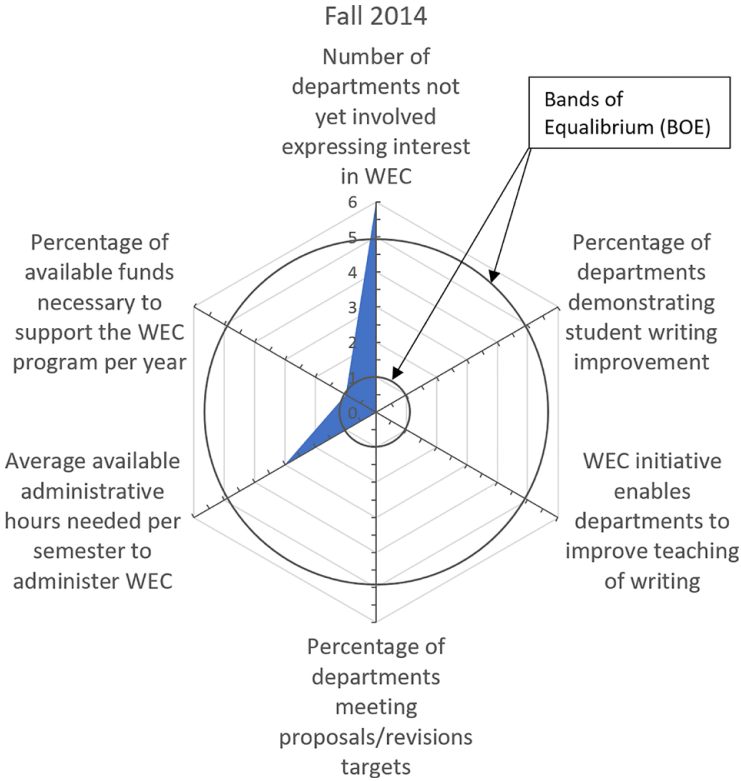 Fall 2014
Number of
departments not
yet involved
expressing interest
in WEC
Bands of
Equalibrium (BOE)
6
5
4
3
2
1
0
Percentage of
available funds
necessary to
support the WEC
program per year
Percentage of
departments
demonstrating
student writing
improvement
Average available
administrative
hours needed per
semester to
administer WEC
WEC initiative
enables
departments to
improve teaching
of writing
Percentage of
departments
meeting
proposals/revisions
targets